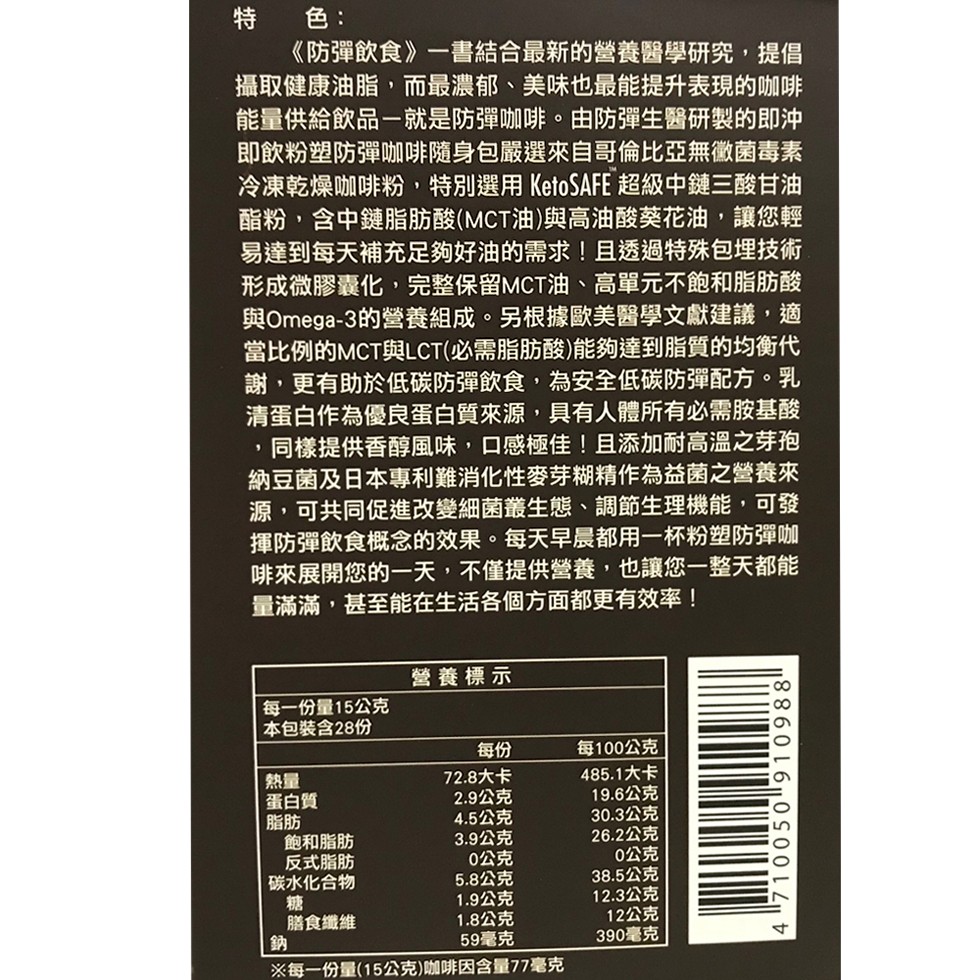 特 色：
《防彈飲食》一書結合最新的營養醫學研究，提倡
攝取健康油脂，而最濃郁、美味也最能提升表現的咖啡
能量供給飲品－就是防彈咖啡。由防彈生醫研製的即沖
即飲粉塑防彈咖啡隨身包嚴選來自哥倫比亞無黴菌毒素
冷凍乾燥咖啡粉，特別選用 KetoSAFE™ 超級中鏈三酸甘油
酯粉，含中鏈脂肪酸(MCT油)與高油酸葵花油，讓您輕
易達到每天補充足夠好油的需求！且透過特殊包埋技術
形成微膠囊化，完整保留MCT油、高單元不飽和脂肪酸
與Omega-3的營養組成。另根據歐美醫學文獻建議，適
當比例的MCT與LCT(必需脂肪酸)能夠達到脂質的均衡代
謝，更有助於低碳防彈飲食，為安全低碳防彈配方。乳
清蛋白作為優良蛋白質來源，具有人體所有必需胺基酸
，同樣提供香醇風味，口感極佳！且添加耐高溫之芽孢
納豆菌及日本專利難消化性麥芽糊精作為益菌之營養來
源，可共同促進改變細菌叢生態、調節生理機能，可發
揮防彈飲食概念的效果。每天早晨都用一杯粉塑防彈咖
啡來展開您的一天，不僅提供營養，也讓您一整天都能
量滿滿，甚至能在生活各個方面都更有效率！
營養標示
每一份量15公克
本包裝含28份
每份 每100公克
熱量 72.8大卡 485.1大卡
蛋白質 2.9公克 19.6公克
脂肪 4.5公克 30.3公克
飽和脂肪 3.9公克 26.2公克
反式脂肪 0公克 0公克
碳水化合物 5.8公克 38.5公克
糖 1.9公克 12.3公克
膳食纖維 1.8公克 12公克
鈉 59毫克 390毫克
※每一份量(15公克)咖啡因含量77毫克
4 710050 910988